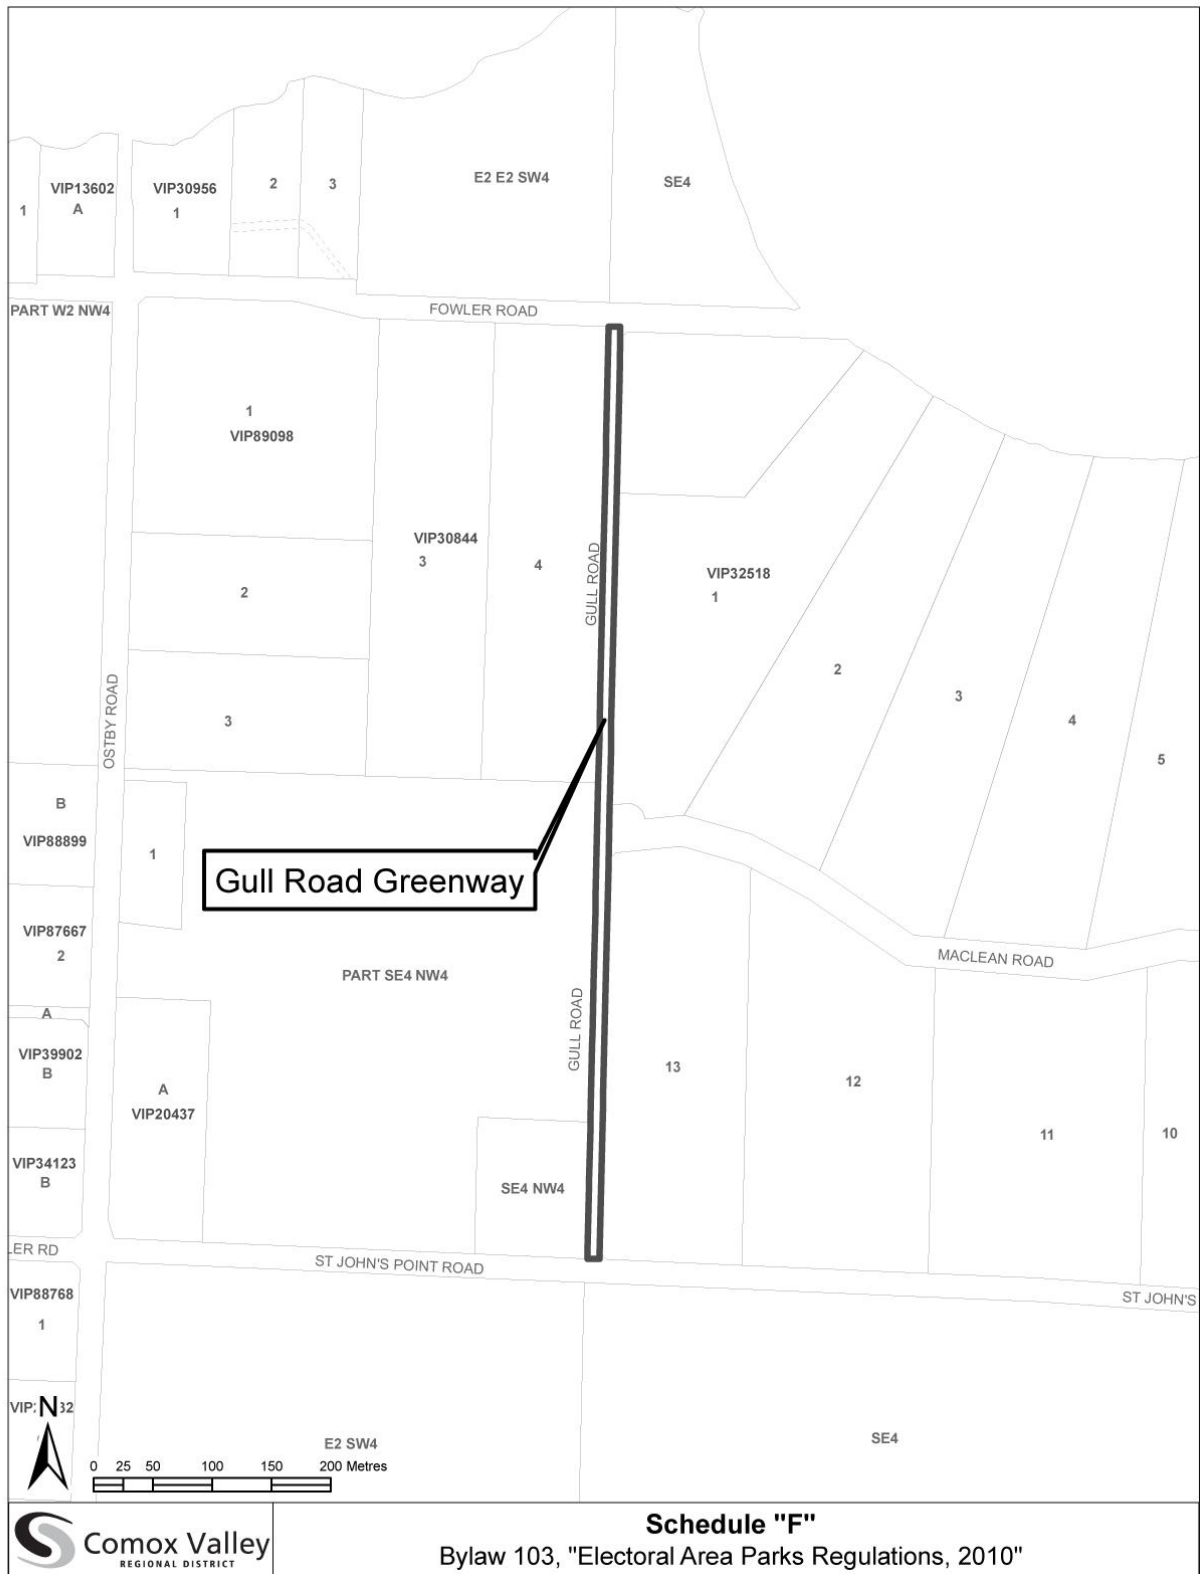 E2 E2 SW4
SE4
2
3
VIP13602
A
VIP30956
1
1
PART W2 NW4
FOWLER ROAD
1
VIP89098
VIP30844
3
4
GULL ROAD
VIP32518
1
2
2
3
4
5
3
OSTBY ROAD
B
VIP88899
1
Gull Road Greenway
VIP87667
2
PART SE4 NW4
MACLEAN ROAD
A
VIP39902
B
GULL ROAD
13
12
11
10
A
VIP20437
VIP34123
B
SE4 NW4
LER RD
ST JOHN'S POINT ROAD
VIP88768
1
ST JOHN'S
N
E2 SW4
SE4
0 25 50 100 150 200 Metres
Comox Valley
REGIONAL DISTRICT
Schedule "F"
Bylaw 103, "Electoral Area Parks Regulations, 2010"